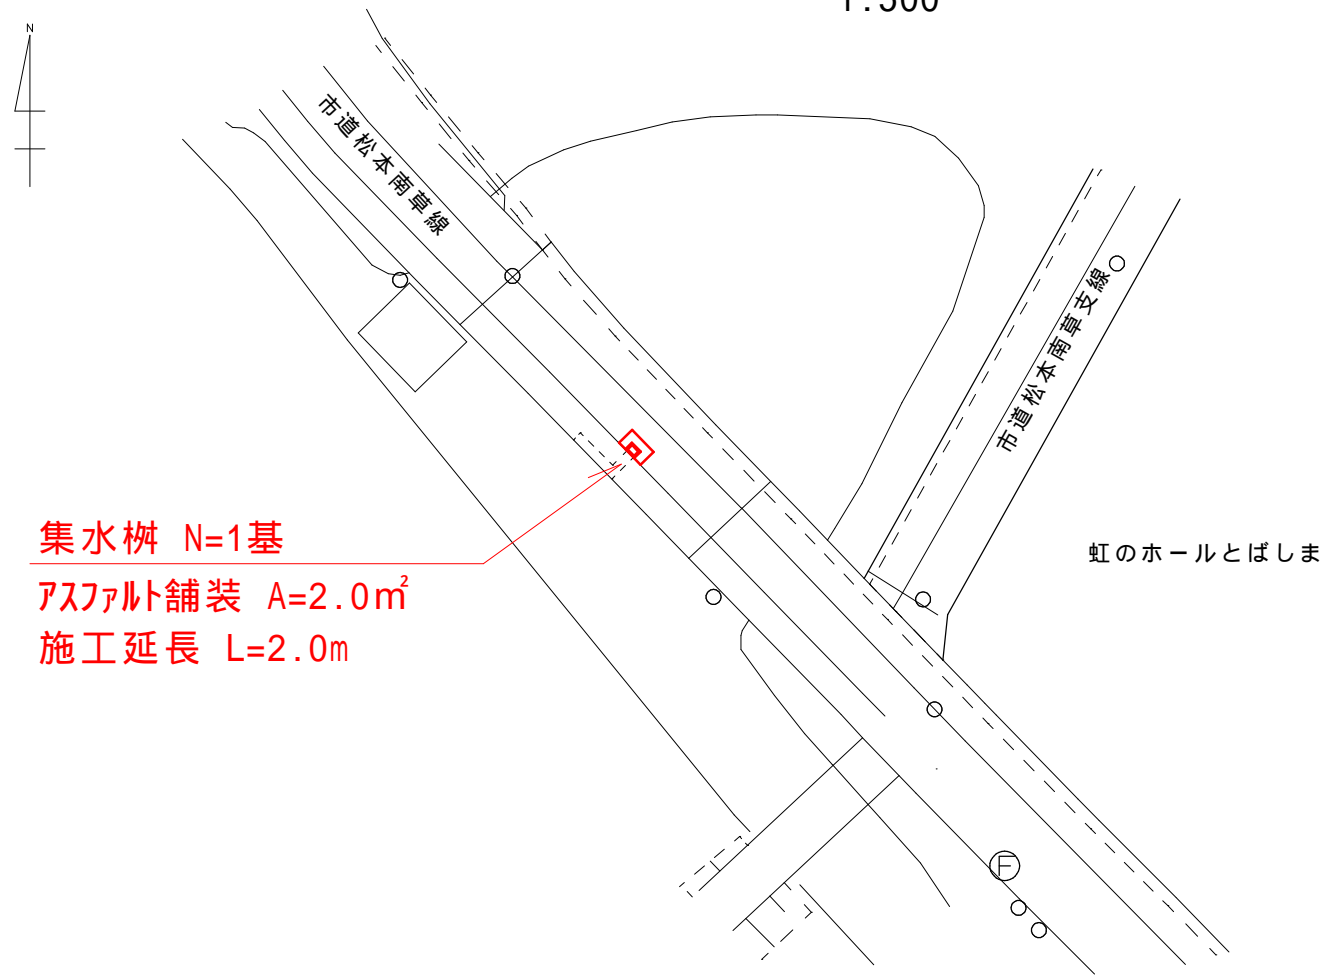 1:500
N
市道松本南草線
市道松本南草支線
集水桝 N=1基
虹のホールとばしま
アスファルト舗装 A=2.0㎡
施工延長 L=2.0m
F